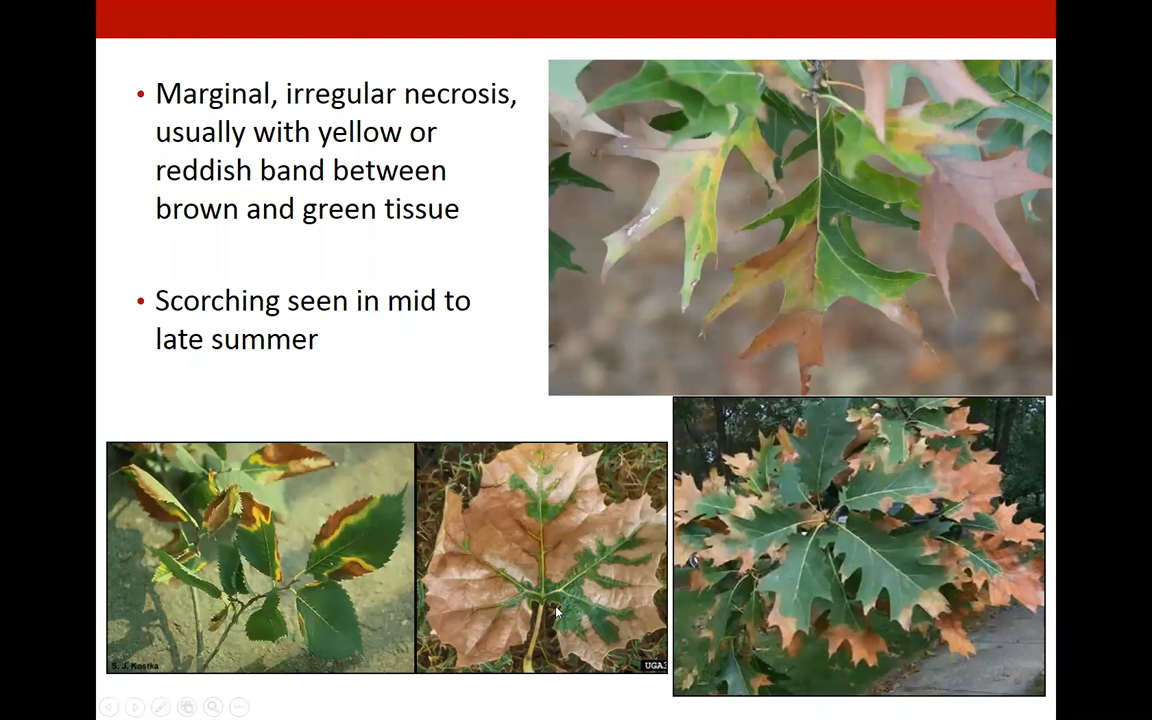 • Marginal, irregular necrosis,
usually with yellow or
reddish band between
brown and green tissue
• Scorching seen in mid to
late summer
S. J. Kostka
UGA